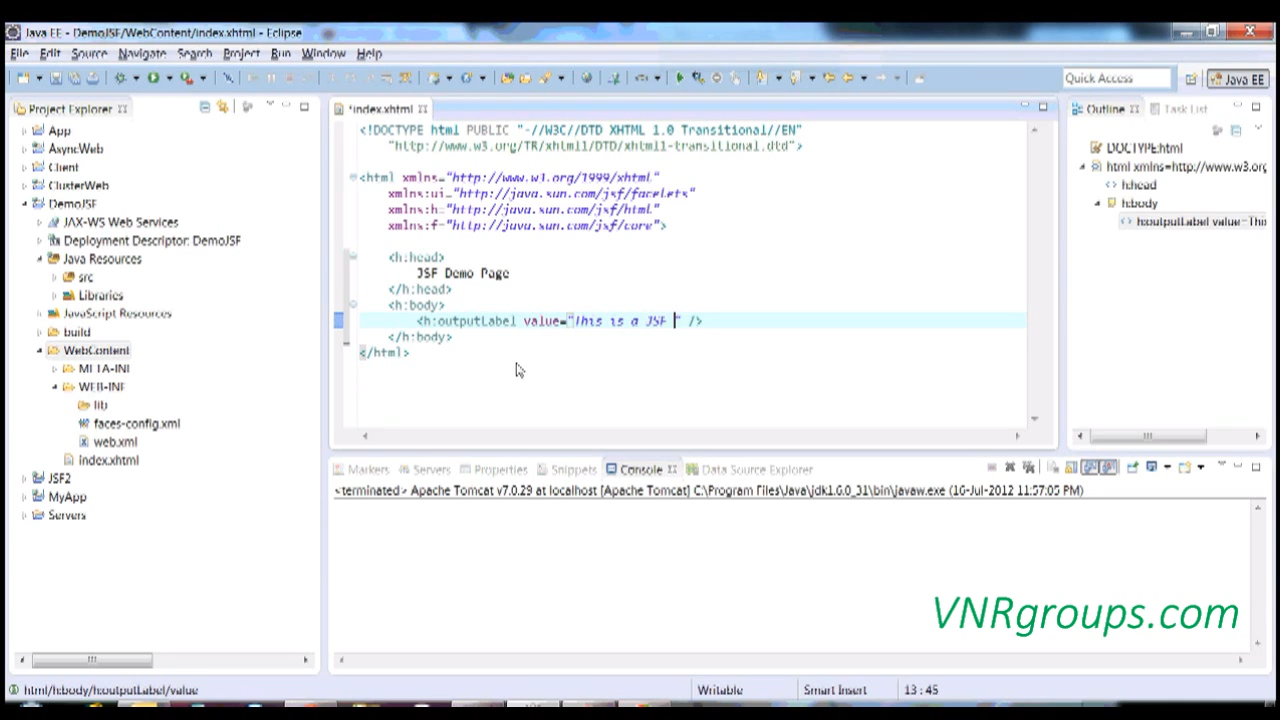 Java EE - DemoJSF/WebContent/index.xhtml - Eclipse
File Edit Source Navigate Search Project Run Window Help
Quick Access
Java EE
Project Explorer
App
AsyncWeb
Client
ClusterWeb
DemoJSF
JAX-WS Web Services
Deployment Descriptor: DemoJSF
Java Resources
src
Libraries
JavaScript Resources
build
WebContent
META-INF
WEB-INF
lib
faces-config.xml
web.xml
index.xhtml
JSF2
MyApp
Servers
*index.xhtml
<!DOCTYPE html PUBLIC "-//W3C//DTD XHTML 1.0 Transitional//EN"
"http://www.w3.org/TR/xhtml1/DTD/xhtml1-transitional.dtd">
<html xmlns="http://www.w3.org/1999/xhtml"
xmlns:ui="http://java.sun.com/jsf/facelets"
xmlns:h="http://java.sun.com/jsf/html"
xmlns:f="http://java.sun.com/jsf/core">
<h:head>
JSF Demo Page
</h:head>
<h:body>
<h:outputLabel value="This is a JSF " />
</h:body>
</html>
Outline Task List
DOCTYPE:html
html xmlns=http://www.w3.org
h:head
h:body
h:outputLabel value=This
Markers Servers Properties Snippets Console Data Source Explorer
<terminated> Apache Tomcat v7.0.29 at localhost [Apache Tomcat] C:\Program Files\Java\jdk1.6.0_31\bin\javaw.exe (16-Jul-2012 11:57:05 PM)
VNRgroups.com
html/h:body/h:outputLabel/value
Writable
Smart Insert
13 : 45